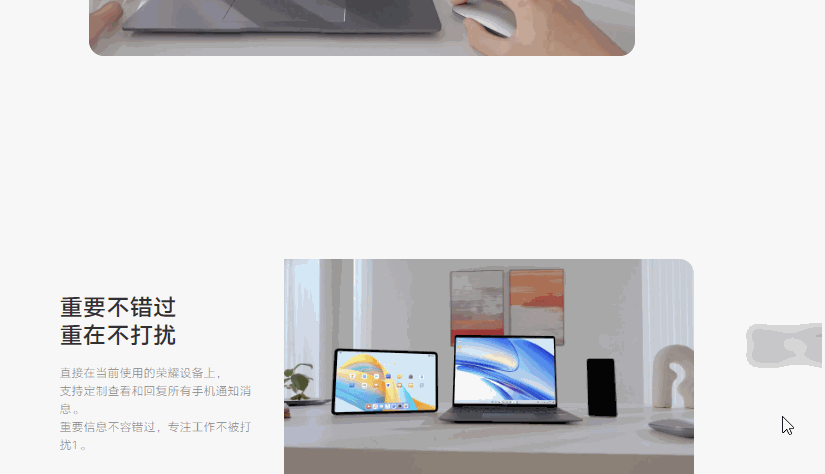 重要不错过
重在不打扰
直接在当前使用的荣耀设备上，
支持定制查看和回复所有手机通知消
息。
重要信息不容错过，专注工作不被打
扰1。